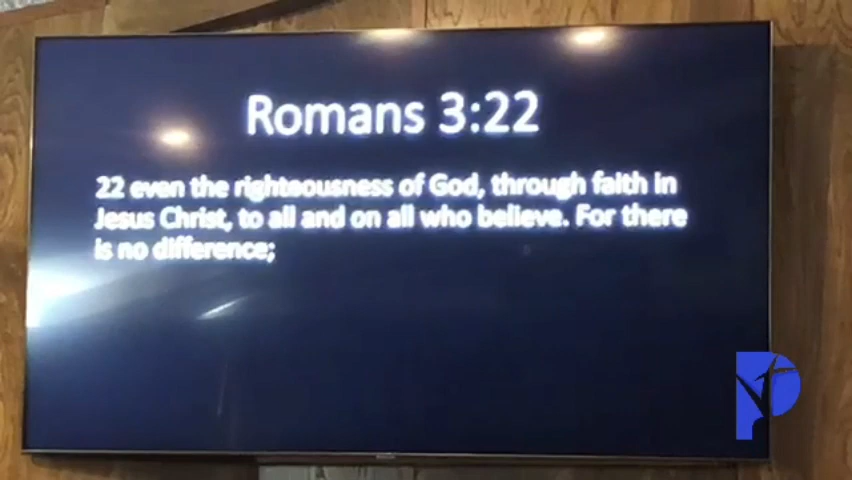 Romans 3:22
22 even the righteousness of God, through faith in
Jesus Christ, to all and on all who believe. For there
is no difference;